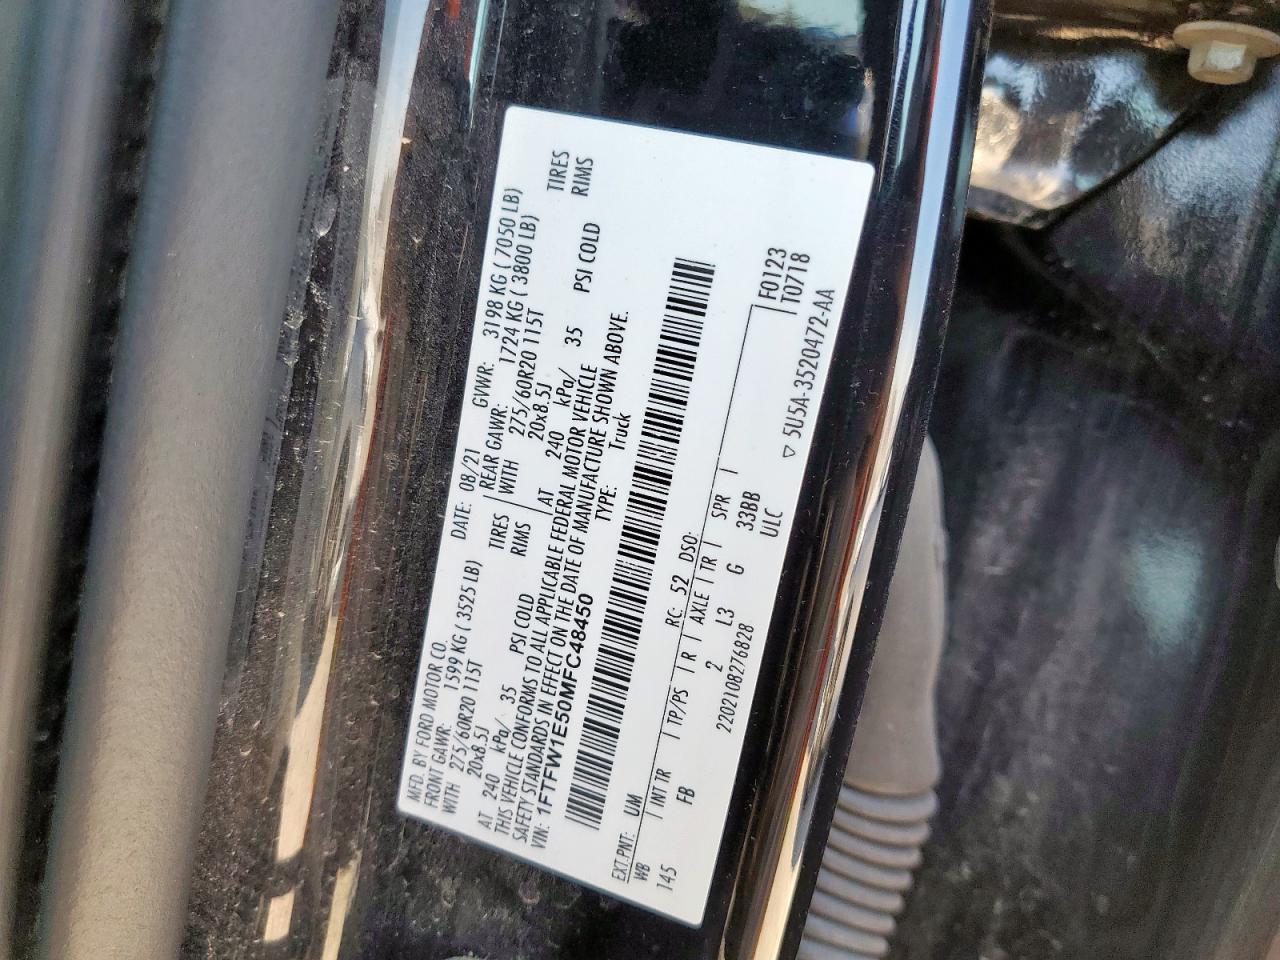 MFD. BY FORD MOTOR CO.
DATE: 08/21 GVWR: 3198 KG ( 7050 LB)
FRONT GAWR: 1599 KG ( 3525 LB) REAR GAWR: 1724 KG ( 3800 LB)
WITH 275/60R20 115T TIRES WITH 275/60R20 115T TIRES
20x8.5J RIMS 20x8.5J RIMS
AT 240 kPa/ 35 PSI COLD AT 240 kPa/ 35 PSI COLD
THIS VEHICLE CONFORMS TO ALL APPLICABLE FEDERAL MOTOR VEHICLE
SAFETY STANDARDS IN EFFECT ON THE DATE OF MANUFACTURE SHOWN ABOVE.
VIN: 1FTFW1E50MFC48450 TYPE: Truck
EXT.PNT: UM RC: 52 DSO: F0123
WB INT TR TP/PS R AXLE TR SPR T0718
145 FB 2 L3 G 33BB
ULC
2202108276828 ▽ 5U5A-3520472-AA